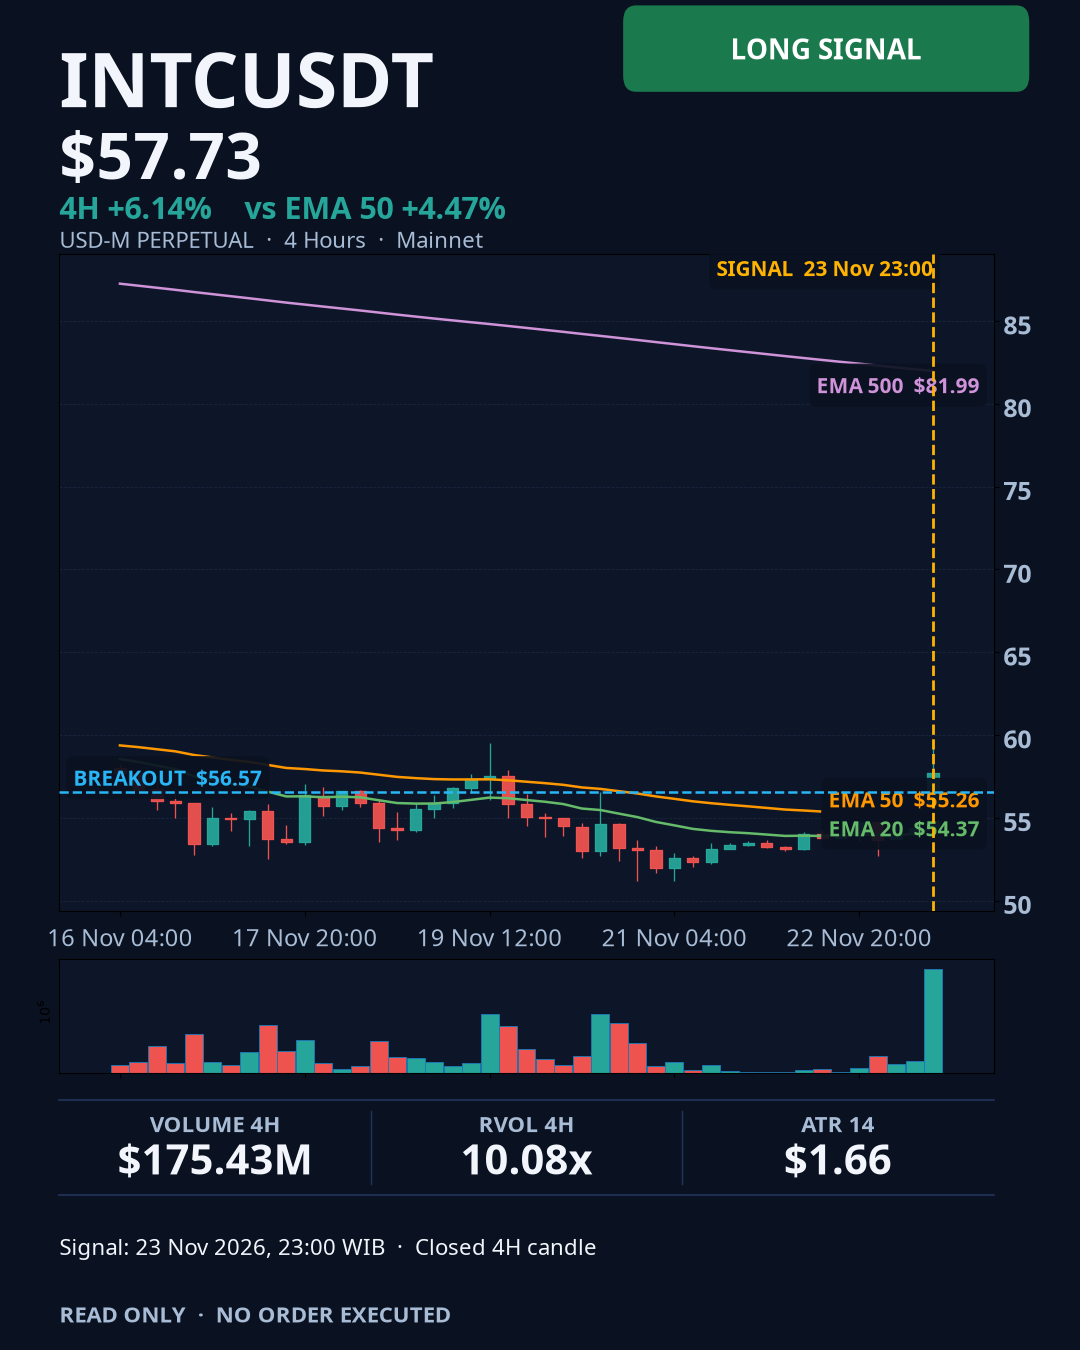 LONG SIGNAL
INTCUSDT
$57.73
4H +6.14% vs EMA 50 +4.47%
USD-M PERPETUAL · 4 Hours · Mainnet
SIGNAL 23 Nov 23:00
85
EMA 500 $81.99
80
75
70
65
60
BREAKOUT $56.57
EMA 50 $55.26
55
EMA 20 $54.37
50
16 Nov 04:00 17 Nov 20:00 19 Nov 12:00 21 Nov 04:00 22 Nov 20:00
10⁶
VOLUME 4H RVOL 4H ATR 14
$175.43M 10.08x $1.66
Signal: 23 Nov 2026, 23:00 WIB · Closed 4H candle
READ ONLY · NO ORDER EXECUTED